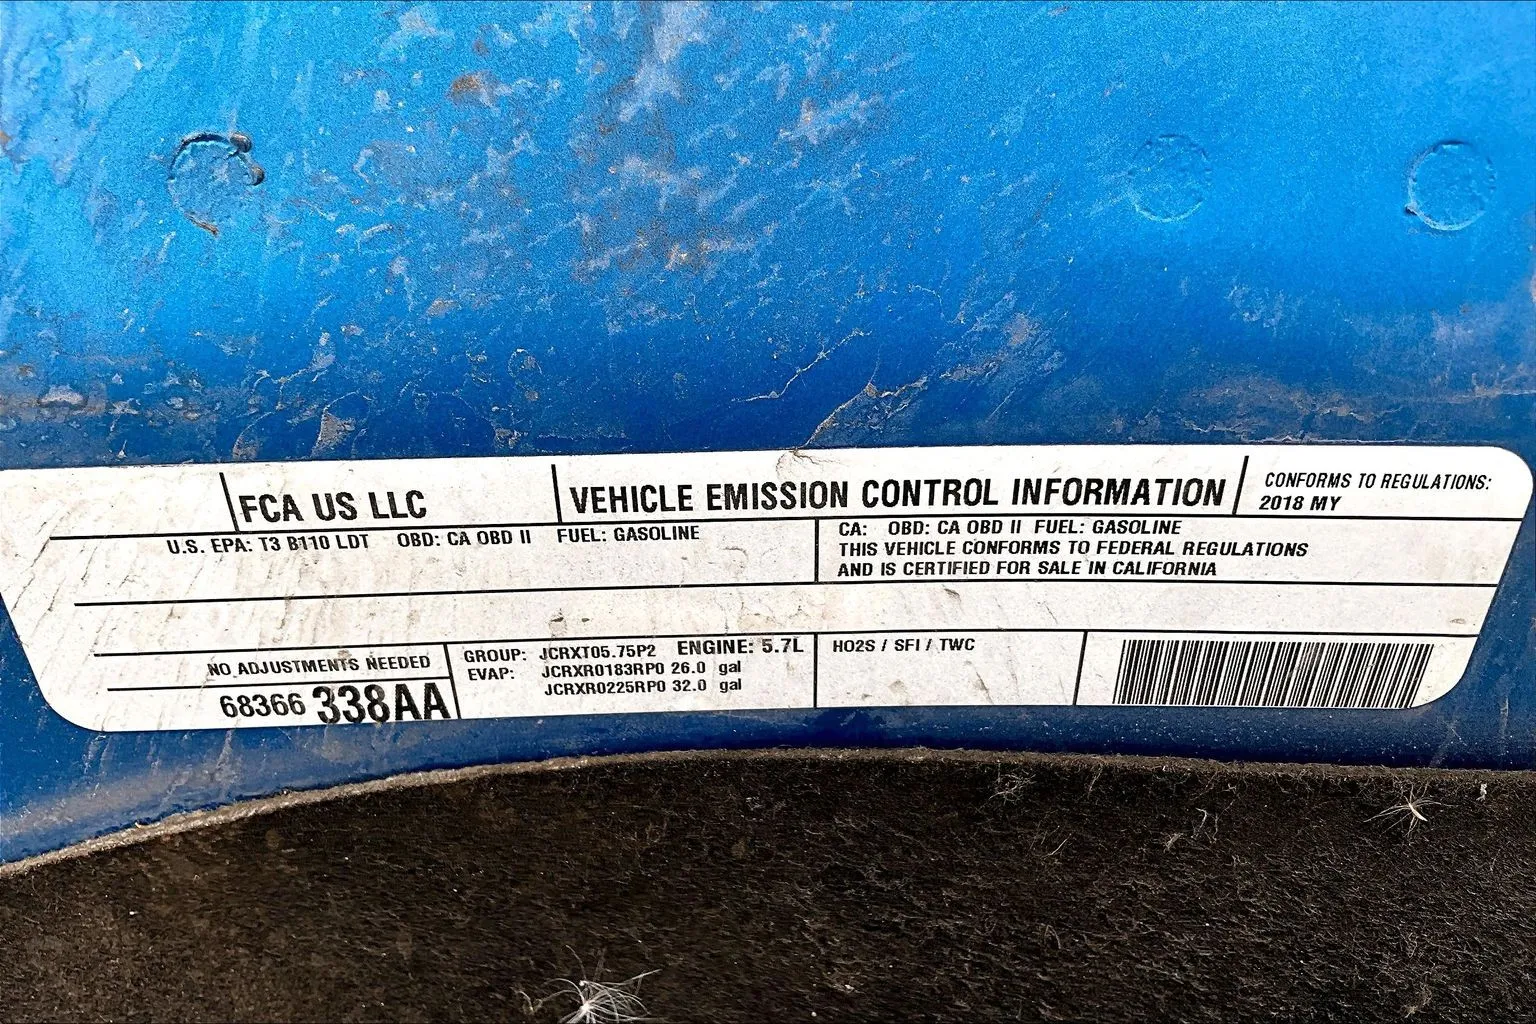 FCA US LLC
VEHICLE EMISSION CONTROL INFORMATION
CONFORMS TO REGULATIONS:
2018 MY
U.S. EPA: T3 B110 LDT OBD: CA OBD II FUEL: GASOLINE
CA: OBD: CA OBD II FUEL: GASOLINE
THIS VEHICLE CONFORMS TO FEDERAL REGULATIONS
AND IS CERTIFIED FOR SALE IN CALIFORNIA
NO ADJUSTMENTS NEEDED
68366 338AA
GROUP: JCRXT05.75P2 ENGINE: 5.7L
EVAP: JCRXR0183RP0 26.0 gal
JCRXR0225RP0 32.0 gal
HO2S / SFI / TWC